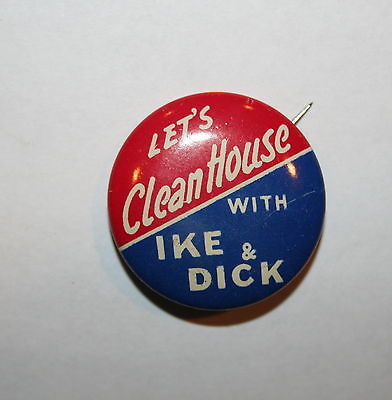 LET'S
Clean House
WITH
IKE &
DICK